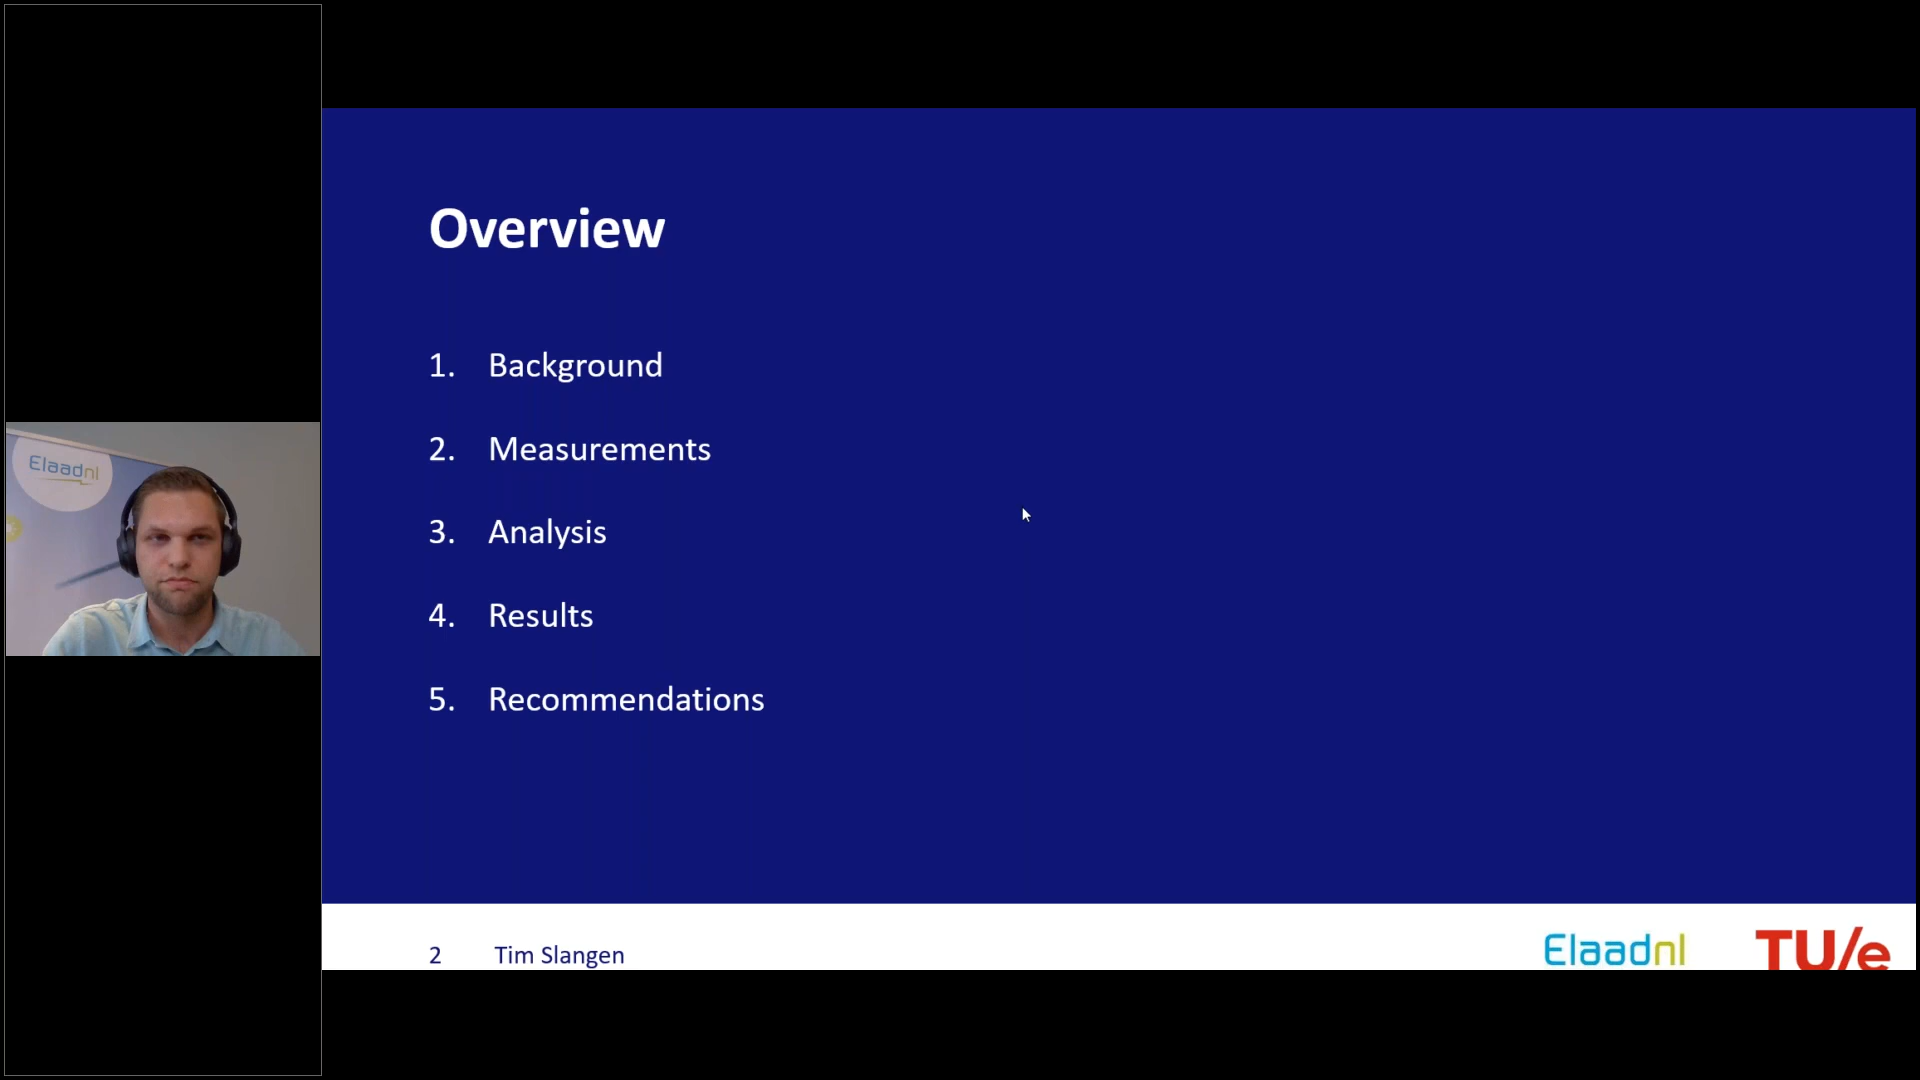 Elaadnl
Overview
1. Background
2. Measurements
3. Analysis
4. Results
5. Recommendations
2 Tim Slangen
Elaadnl
TU/e